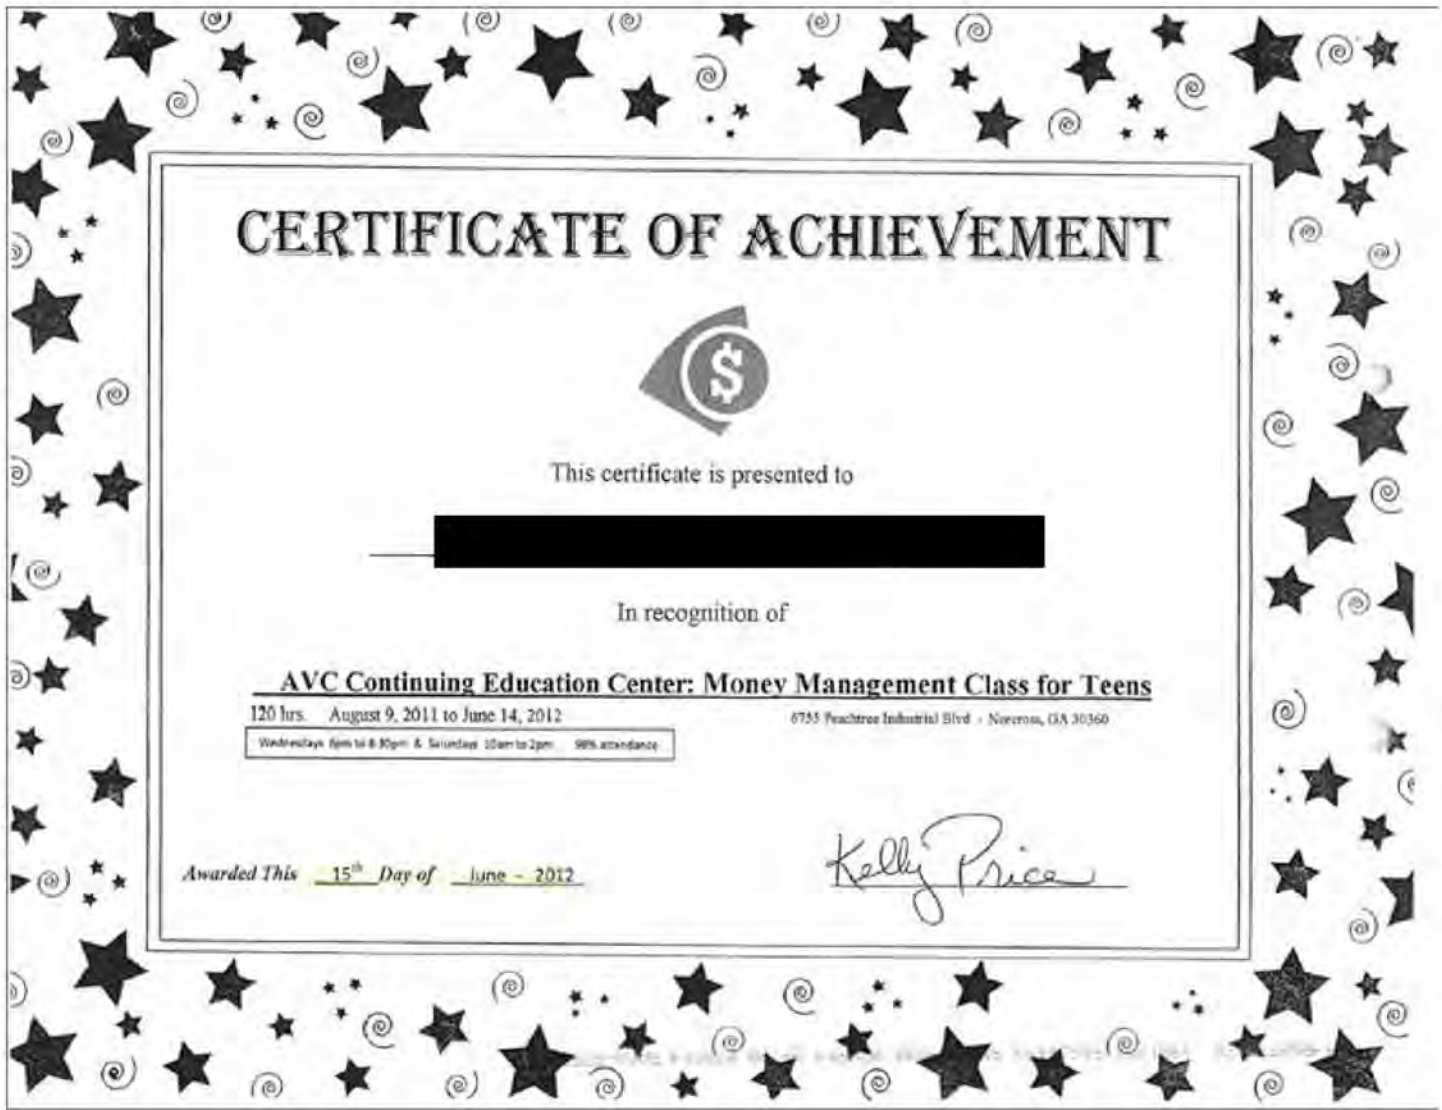 CERTIFICATE OF ACHIEVEMENT
$
This certificate is presented to
In recognition of
AVC Continuing Education Center: Money Management Class for Teens
120 hrs. August 9, 2011 to June 14, 2012
6755 Peachtree Industrial Blvd - Norcross, GA 30360
Wednesdays 6pm to 8:30pm & Saturdays 10am to 2pm 98% attendance
Awarded This 15th Day of June - 2012
Kelly Price